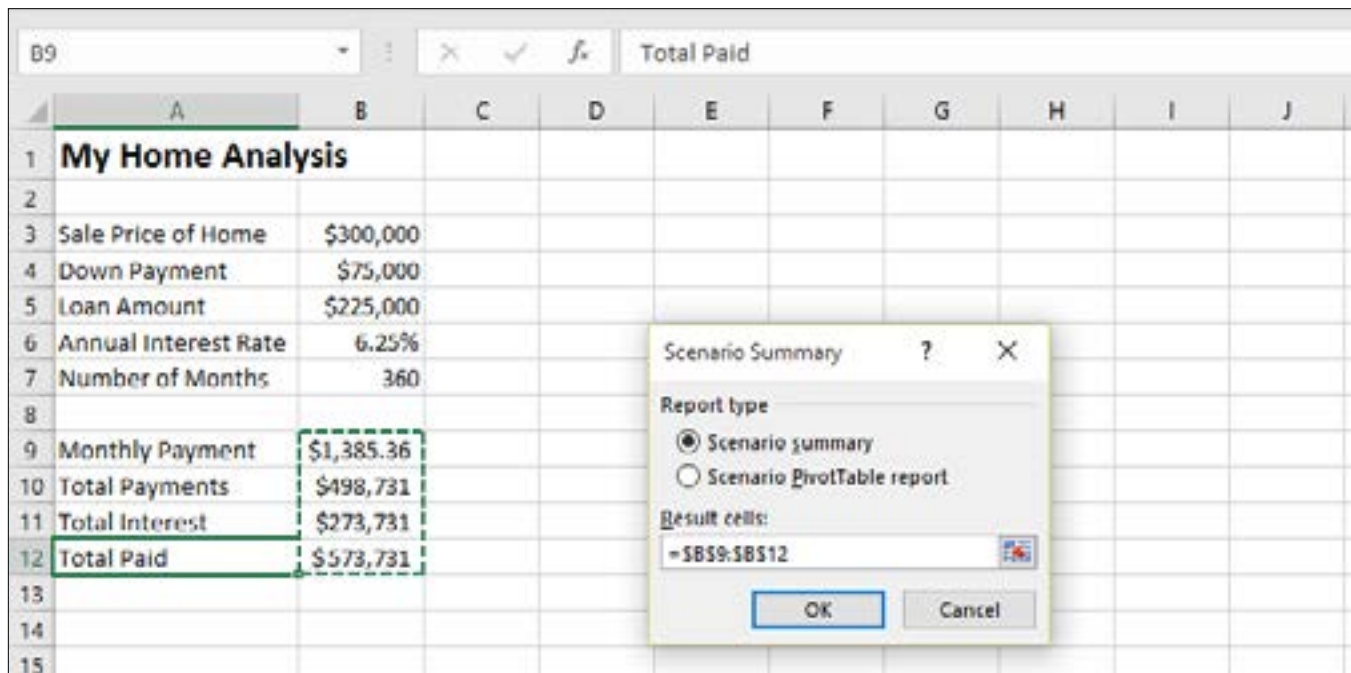 B9 fx Total Paid
A B C D E F G H I J
1 My Home Analysis
2
3 Sale Price of Home $300,000
4 Down Payment $75,000
5 Loan Amount $225,000
6 Annual Interest Rate 6.25%
7 Number of Months 360
8
9 Monthly Payment $1,385.36
10 Total Payments $498,731
11 Total Interest $273,731
12 Total Paid $573,731
13
14
15
Scenario Summary ? ×
Report type
Scenario summary
Scenario PivotTable report
Result cells:
=$B$9:$B$12
OK Cancel